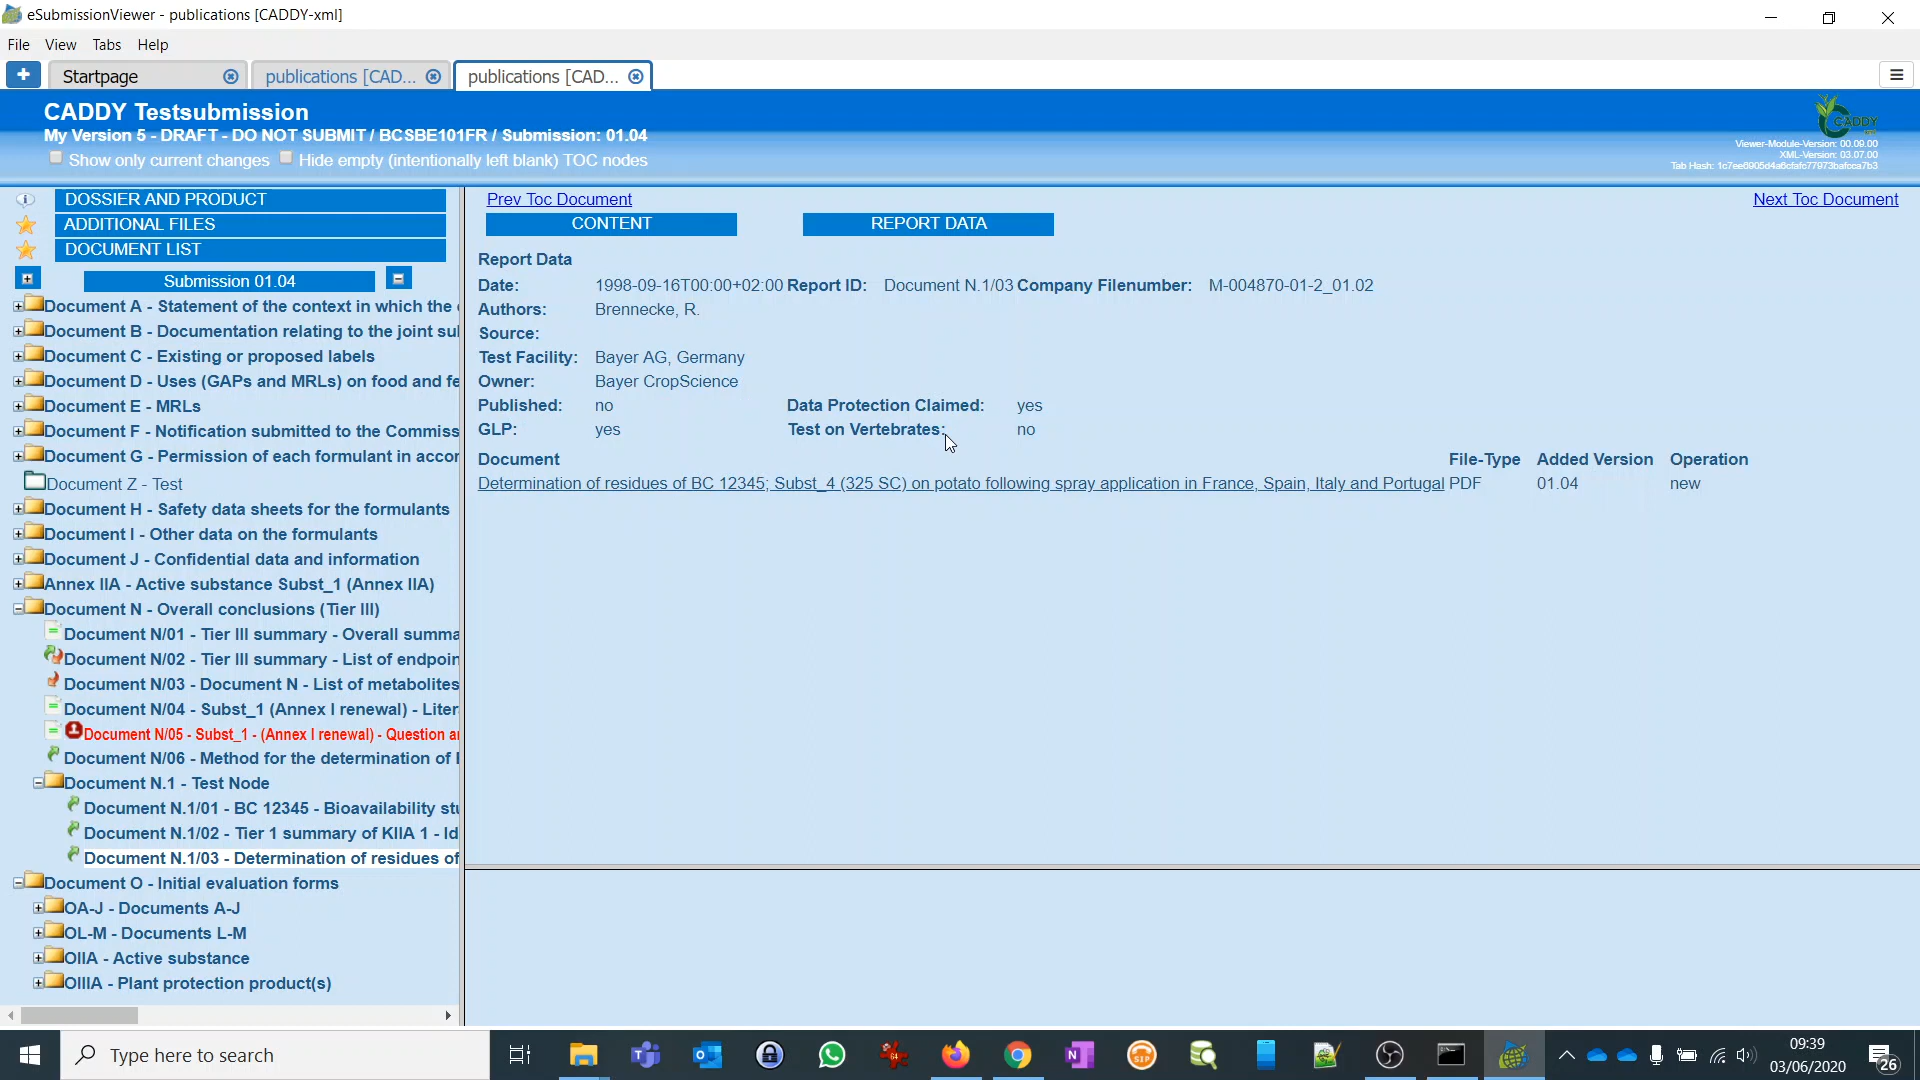 eSubmissionViewer - publications [CADDY-xml]
File View Tabs Help
Startpage publications [CAD... publications [CAD...
CADDY Testsubmission
My Version 5 - DRAFT - DO NOT SUBMIT / BCSBE101FR / Submission: 01.04
Show only current changes Hide empty (intentionally left blank) TOC nodes
CADDY
Viewer-Module-Version: 00.09.00
XML-Version: 03.07.00
DOSSIER AND PRODUCT
ADDITIONAL FILES
DOCUMENT LIST
Submission 01.04
Document A - Statement of the context in which the
Document B - Documentation relating to the joint su
Document C - Existing or proposed labels
Document D - Uses (GAPs and MRLs) on food and fe
Document E - MRLs
Document F - Notification submitted to the Commiss
Document G - Permission of each formulant in accor
Document Z - Test
Document H - Safety data sheets for the formulants
Document I - Other data on the formulants
Document J - Confidential data and information
Annex IIA - Active substance Subst_1 (Annex IIA)
Document N - Overall conclusions (Tier III)
Document N/01 - Tier III summary - Overall summa
Document N/02 - Tier III summary - List of endpoin
Document N/03 - Document N - List of metabolites
Document N/04 - Subst_1 (Annex I renewal) - Liter
Document N/05 - Subst_1 - (Annex I renewal) - Question a
Document N/06 - Method for the determination of
Document N.1 - Test Node
Document N.1/01 - BC 12345 - Bioavailability stu
Document N.1/02 - Tier 1 summary of KIIA 1 - Id
Document N.1/03 - Determination of residues of
Document O - Initial evaluation forms
OA-J - Documents A-J
OL-M - Documents L-M
OIIA - Active substance
OIIIA - Plant protection product(s)
Prev Toc Document Next Toc Document
CONTENT REPORT DATA
Report Data
Date: 1998-09-16T00:00+02:00 Report ID: Document N.1/03 Company Filenumber: M-004870-01-2_01.02
Authors: Brennecke, R.
Source:
Test Facility: Bayer AG, Germany
Owner: Bayer CropScience
Published: no Data Protection Claimed: yes
GLP: yes Test on Vertebrates: no
Document File-Type Added Version Operation
Determination of residues of BC 12345; Subst_4 (325 SC) on potato following spray application in France, Spain, Italy and Portugal PDF 01.04 new
Type here to search
09:39
03/06/2020
26